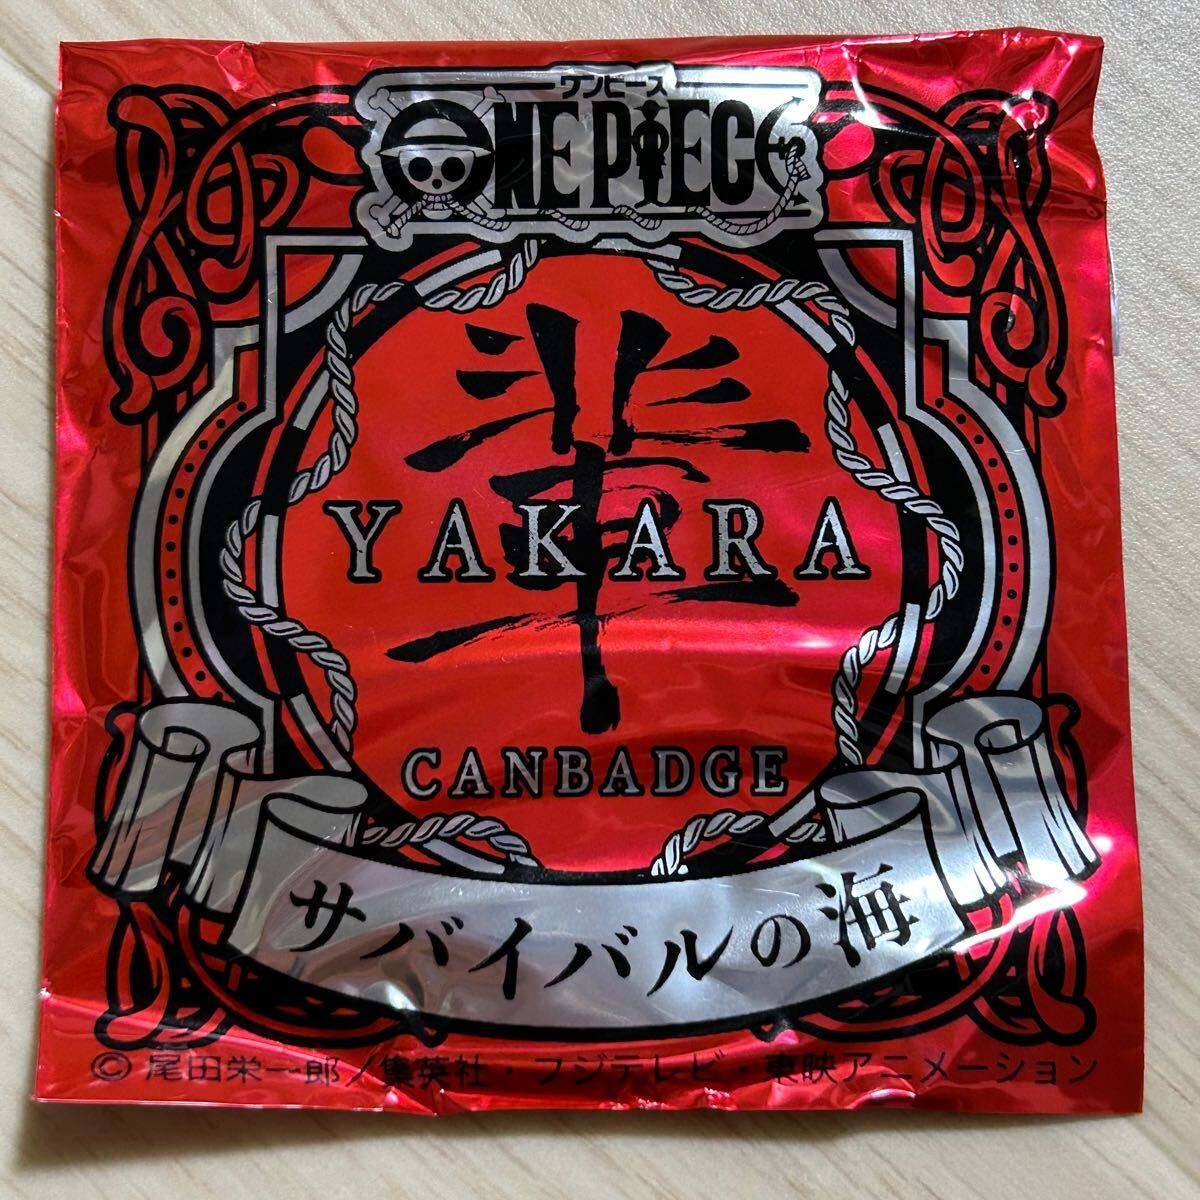 ワンピース
ONE PIECE
輩
YAKARA
CANBADGE
サバイバルの海
© 尾田栄一郎／集英社・フジテレビ・東映アニメーション